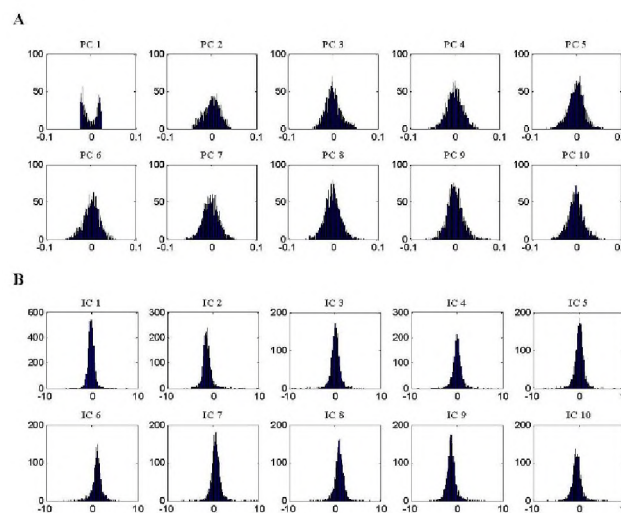 A
PC 1 PC 2 PC 3 PC 4 PC 5
100 100 100 100 100
50 50 50 50 50
0 0 0 0 0
-0.1 0 0.1 -0.1 0 0.1 -0.1 0 0.1 -0.1 0 0.1 -0.1 0 0.1
PC 6 PC 7 PC 8 PC 9 PC 10
100 100 100 100 100
50 50 50 50 50
0 0 0 0 0
-0.1 0 0.1 -0.1 0 0.1 -0.1 0 0.1 -0.1 0 0.1 -0.1 0 0.1
B
IC 1 IC 2 IC 3 IC 4 IC 5
600 300 200 300 200
400 200 200
200 100 100 100 100
0 0 0 0 0
-10 0 10 -10 0 10 -10 0 10 -10 0 10 -10 0 10
IC 6 IC 7 IC 8 IC 9 IC 10
200 200 200 200 200
100 100 100 100 100
0 0 0 0 0
-10 0 10 -10 0 10 -10 0 10 -10 0 10 -10 0 10